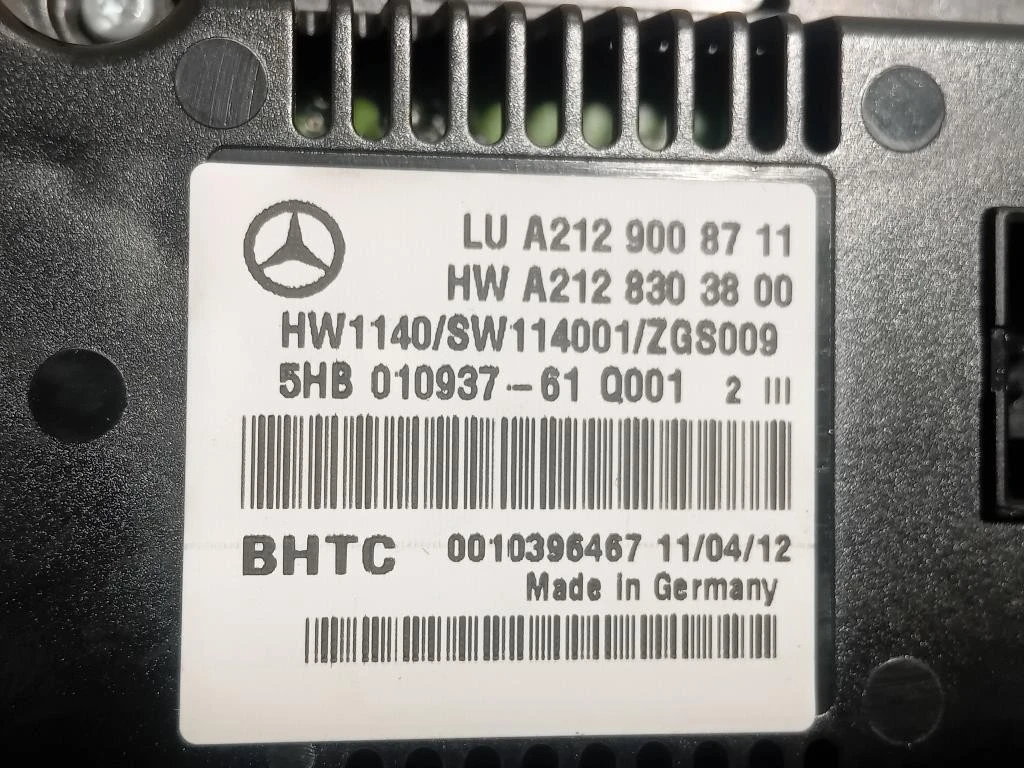 LU A212 900 87 11
HW A212 830 38 00
HW1140/SW114001/ZGS009
5HB 010937-61 Q001 2 III
BHTC 0010396467 11/04/12
Made in Germany